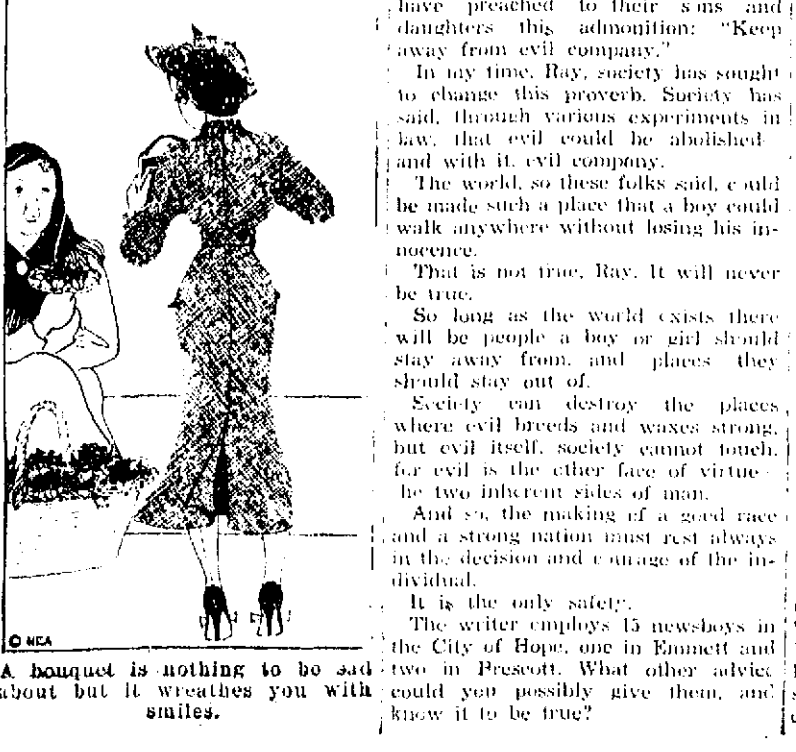 © NEA
A bouquet is nothing to be sad
about but it wreathes you with
smiles.
have preached to their sons and
daughters this admonition: "Keep
away from evil company."
In my time, Ray, society has sought
to change this proverb. Society has
said, through various experiments in
law, that evil could be abolished
and with it, evil company.
The world, so these folks said, could
be made such a place that a boy could
walk anywhere without losing his in-
nocence.
That is not true, Ray. It will never
be true.
So long as the world exists there
will be people a boy or girl should
stay away from, and places they
should stay out of.
Society can destroy the places
where evil breeds and waxes strong,
but evil itself, society cannot touch,
for evil is the other face of virtue—
he two inherent sides of man.
And so, the making of a good race
and a strong nation must rest always
in the decision and courage of the in-
dividual.
It is the only safety.
The writer employs 15 newsboys in
the City of Hope, one in Emmett and
two in Prescott. What other advice
could you possibly give them, and
know it to be true?